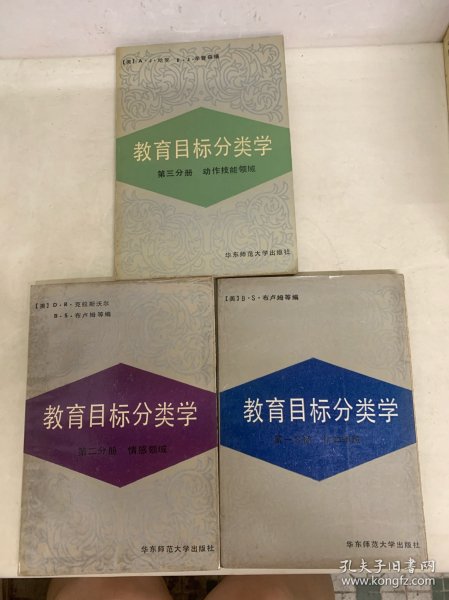 [美] A·J·哈罗 E·J·辛普森编
教育目标分类学
第三分册 动作技能领域
华东师范大学出版社
[美] D·R·克拉斯沃尔
B·S·布卢姆等编
教育目标分类学
第二分册 情感领域
华东师范大学出版社
[美] B·S·布卢姆等编
教育目标分类学
第一分册
华东师范大学出版社
孔夫子旧书网
www.kongfz.com